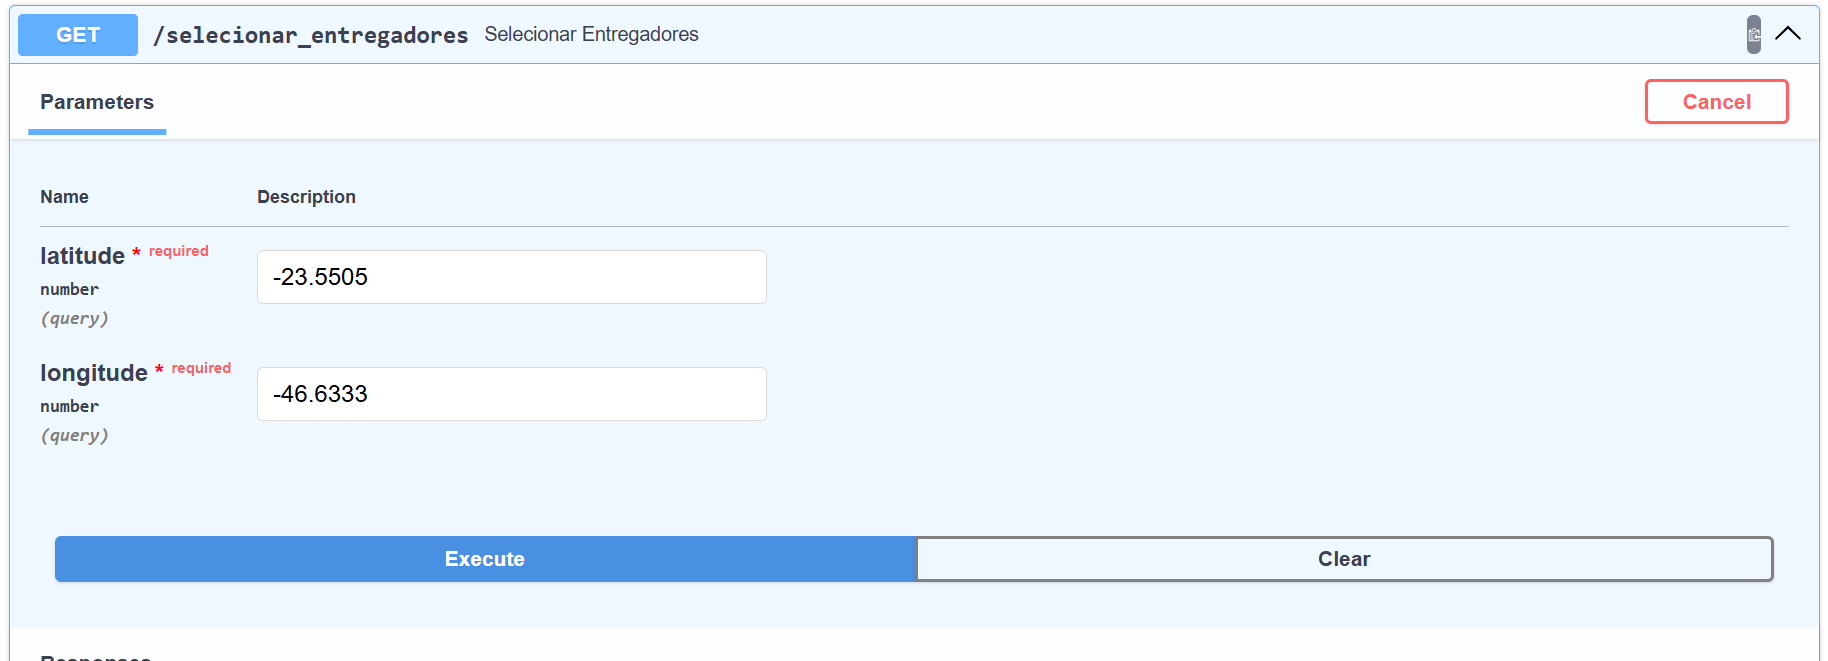 GET /selecionar_entregadores Selecionar Entregadores
Parameters
Cancel
Name Description
latitude * required
number
(query)
-23.5505
longitude * required
number
(query)
-46.6333
Execute Clear
Responses